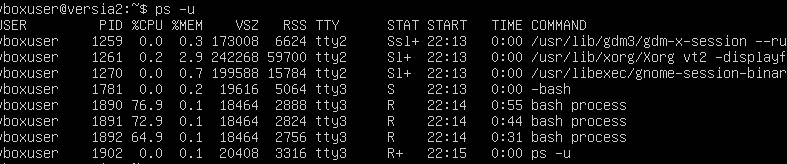 vboxuser@versia2:~$ ps -u
USER PID %CPU %MEM VSZ RSS TTY STAT START TIME COMMAND
vboxuser 1259 0.0 0.3 173008 6624 tty2 Ssl+ 22:13 0:00 /usr/lib/gdm3/gdm-x-session --ru
vboxuser 1261 0.2 2.9 242268 59700 tty2 Sl+ 22:13 0:00 /usr/lib/xorg/Xorg vt2 -displayf
vboxuser 1270 0.0 0.7 199588 15784 tty2 Sl+ 22:13 0:00 /usr/libexec/gnome-session-binar
vboxuser 1781 0.0 0.2 19616 5064 tty3 S 22:13 0:00 -bash
vboxuser 1890 76.9 0.1 18464 2888 tty3 R 22:14 0:55 bash process
vboxuser 1891 72.9 0.1 18464 2824 tty3 R 22:14 0:44 bash process
vboxuser 1892 64.9 0.1 18464 2756 tty3 R 22:14 0:31 bash process
vboxuser 1902 0.0 0.1 20408 3316 tty3 R+ 22:15 0:00 ps -u